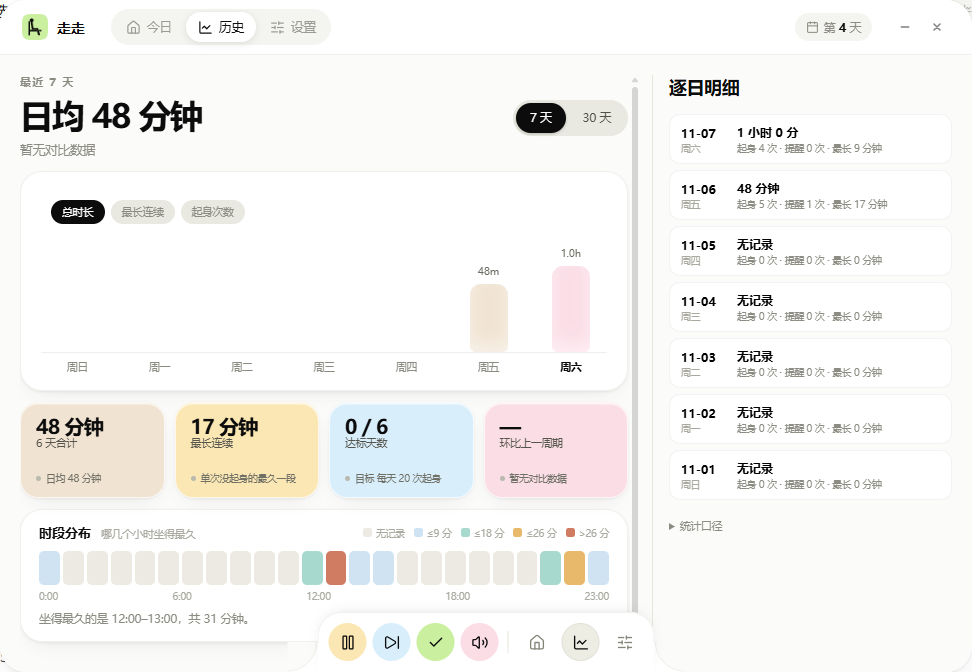 走走
今日
历史
设置
第 4 天
最近 7 天
日均 48 分钟
暂无对比数据
7 天
30 天
总时长
最长连续
起身次数
48m
1.0h
周日
周一
周二
周三
周四
周五
周六
48 分钟
6 天合计
日均 48 分钟
17 分钟
最长连续
单次没起身的最久一段
0 / 6
达标天数
目标 每天 20 次起身
—
环比上一周期
暂无对比数据
时段分布 哪几个小时坐得最久
无记录 ≤9 分 ≤18 分 ≤26 分 >26 分
0:00 6:00 12:00 18:00 23:00
坐得最久的是 12:00–13:00，共 31 分钟。
逐日明细
11-07 1 小时 0 分
周六 起身 4 次 · 提醒 0 次 · 最长 9 分钟
11-06 48 分钟
周五 起身 5 次 · 提醒 1 次 · 最长 17 分钟
11-05 无记录
周四 起身 0 次 · 提醒 0 次 · 最长 0 分钟
11-04 无记录
周三 起身 0 次 · 提醒 0 次 · 最长 0 分钟
11-03 无记录
周二 起身 0 次 · 提醒 0 次 · 最长 0 分钟
11-02 无记录
周一 起身 0 次 · 提醒 0 次 · 最长 0 分钟
11-01 无记录
周日 起身 0 次 · 提醒 0 次 · 最长 0 分钟
统计口径